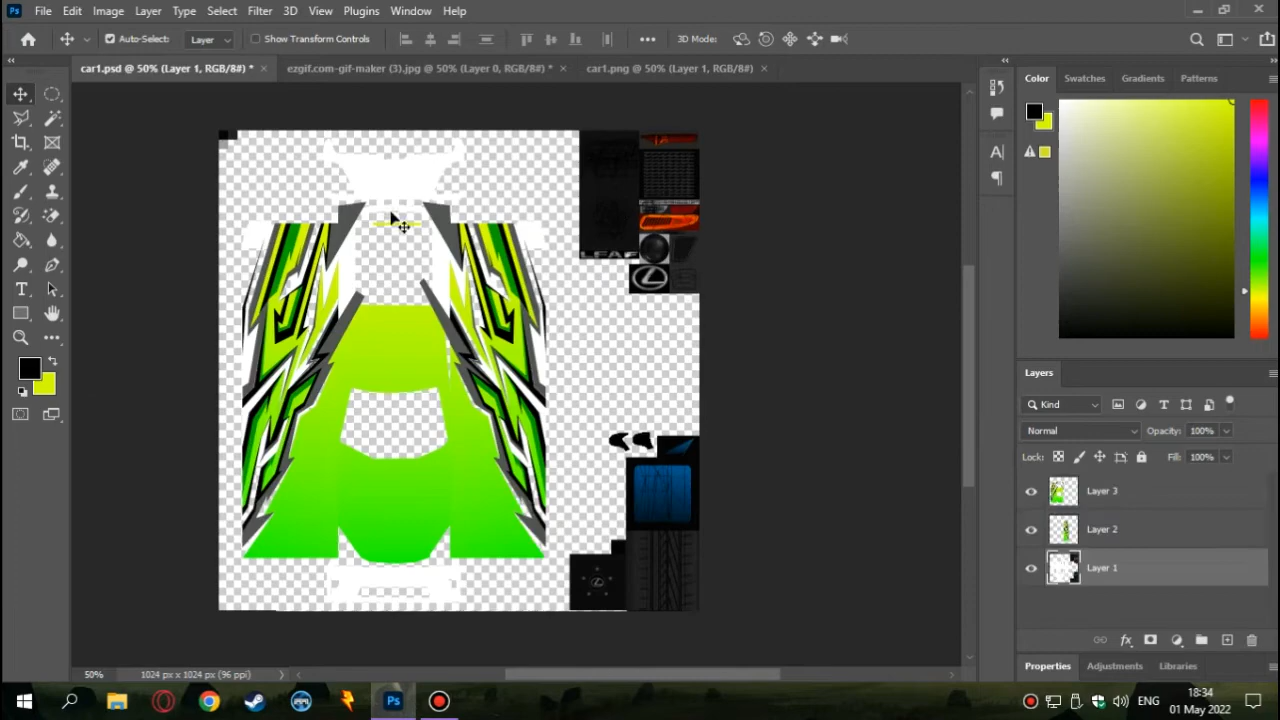 Ps File Edit Image Layer Type Select Filter 3D View Plugins Window Help
Auto-Select: Layer Show Transform Controls 3D Mode:
car1.psd @ 50% (Layer 1, RGB/8#) * ezgif.com-gif-maker (3).jpg @ 50% (Layer 0, RGB/8#) * car1.png @ 50% (Layer 1, RGB/8#)
Color Swatches Gradients Patterns
LEAF
Layers
Kind
Normal Opacity: 100%
Lock: Fill: 100%
Layer 3
Layer 2
Layer 1
fx
Properties Adjustments Libraries
50% 1024 px x 1024 px (96 ppi)
Ps ENG 18:34
01 May 2022